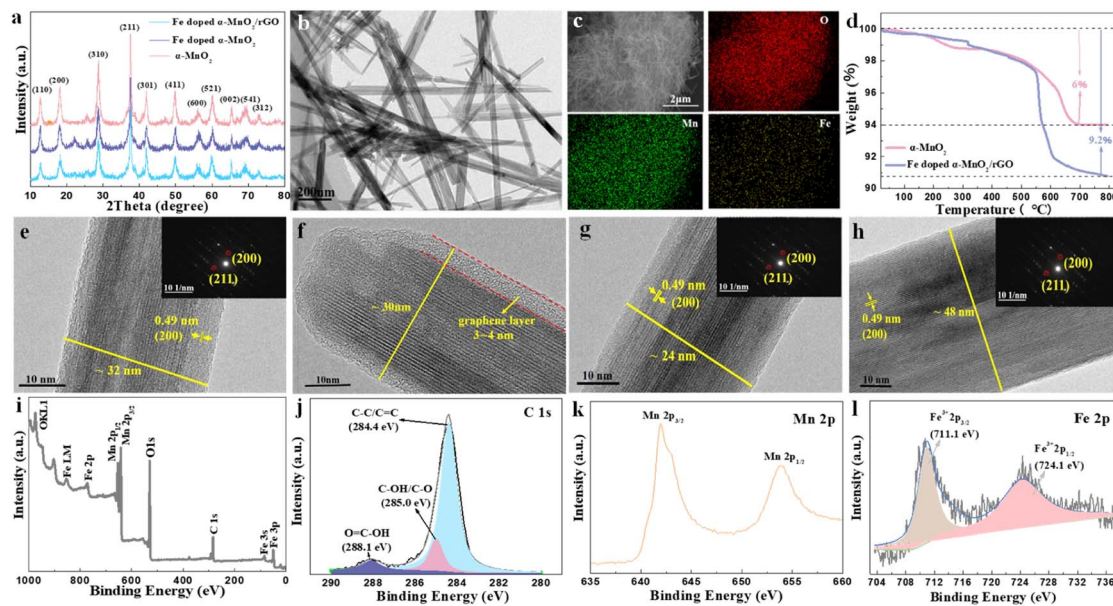 a
Fe doped α-MnO2/rGO
Fe doped α-MnO2
α-MnO2
(110)
(200)
(310)
(211)
(301)
(411)
(600)
(521)
(002)
(541)
(312)
Intensity (a.u.)
10 20 30 40 50 60 70 80
2Theta (degree)
b
200nm
c
2μm
O
Mn
Fe
d
Weight (%)
100
98
96
94
92
90
6%
9.2%
α-MnO2
Fe doped α-MnO2/rGO
100 200 300 400 500 600 700 800
Temperature ( °C)
e
(200)
(211)
10 1/nm
0.49 nm
(200)
~ 32 nm
10 nm
f
~ 30nm
graphene layer
3~4 nm
10nm
g
(200)
(211)
10 1/nm
0.49 nm
(200)
~ 24 nm
10 nm
h
(200)
(211)
10 1/nm
0.49 nm
(200)
~ 48 nm
10 nm
i
OKL1
Fe LM
Fe 2p
Mn 2p1/2
Mn 2p3/2
O1s
C 1s
Fe 3s
Fe 3p
Intensity (a.u.)
1000 800 600 400 200 0
Binding Energy (eV)
j
C 1s
C-C/C=C
(284.4 eV)
C-OH/C-O
(285.0 eV)
O=C-OH
(288.1 eV)
Intensity (a.u.)
290 288 286 284 282 280
Binding Energy (eV)
k
Mn 2p
Mn 2p3/2
Mn 2p1/2
Intensity (a.u.)
635 640 645 650 655 660
Binding Energy (eV)
l
Fe 2p
Fe3+ 2p3/2
(711.1 eV)
Fe3+ 2p1/2
(724.1 eV)
Intensity (a.u.)
704 708 712 716 720 724 728 732 736
Binding Energy (eV)